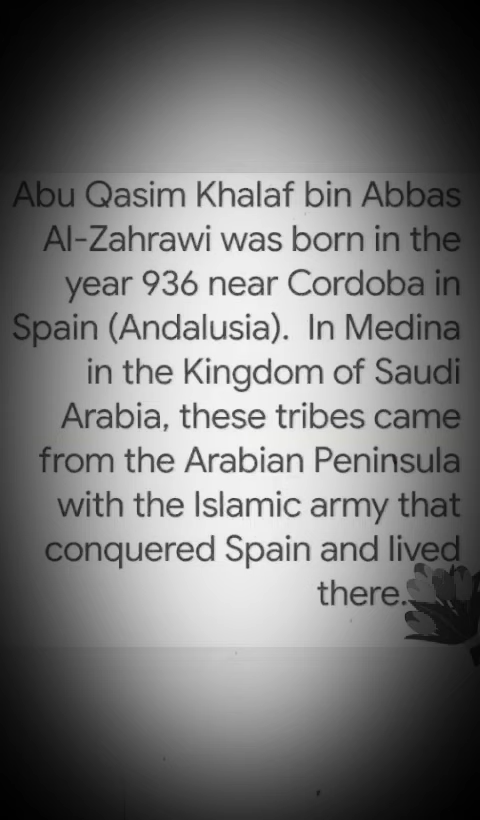 Abu Qasim Khalaf bin Abbas
Al-Zahrawi was born in the
year 936 near Cordoba in
Spain (Andalusia).  In Medina
in the Kingdom of Saudi
Arabia, these tribes came
from the Arabian Peninsula
with the Islamic army that
conquered Spain and lived
there.